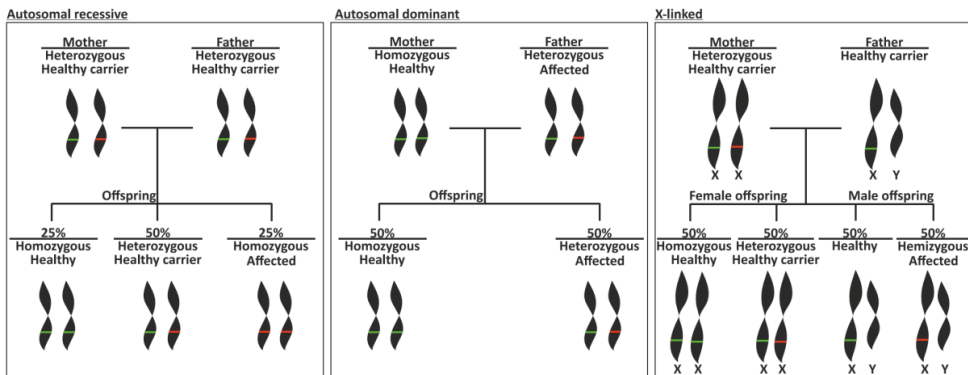 Autosomal recessive
Mother
Heterozygous
Healthy carrier
Father
Heterozygous
Healthy carrier
Offspring
25%
Homozygous
Healthy
50%
Heterozygous
Healthy carrier
25%
Homozygous
Affected
Autosomal dominant
Mother
Homozygous
Healthy
Father
Heterozygous
Affected
Offspring
50%
Homozygous
Healthy
50%
Heterozygous
Affected
X-linked
Mother
Heterozygous
Healthy carrier
Father
Healthy carrier
X X
X Y
Female offspring
Male offspring
50%
Homozygous
Healthy
X X
50%
Heterozygous
Healthy carrier
X X
50%
Healthy
X Y
50%
Hemizygous
Affected
X Y